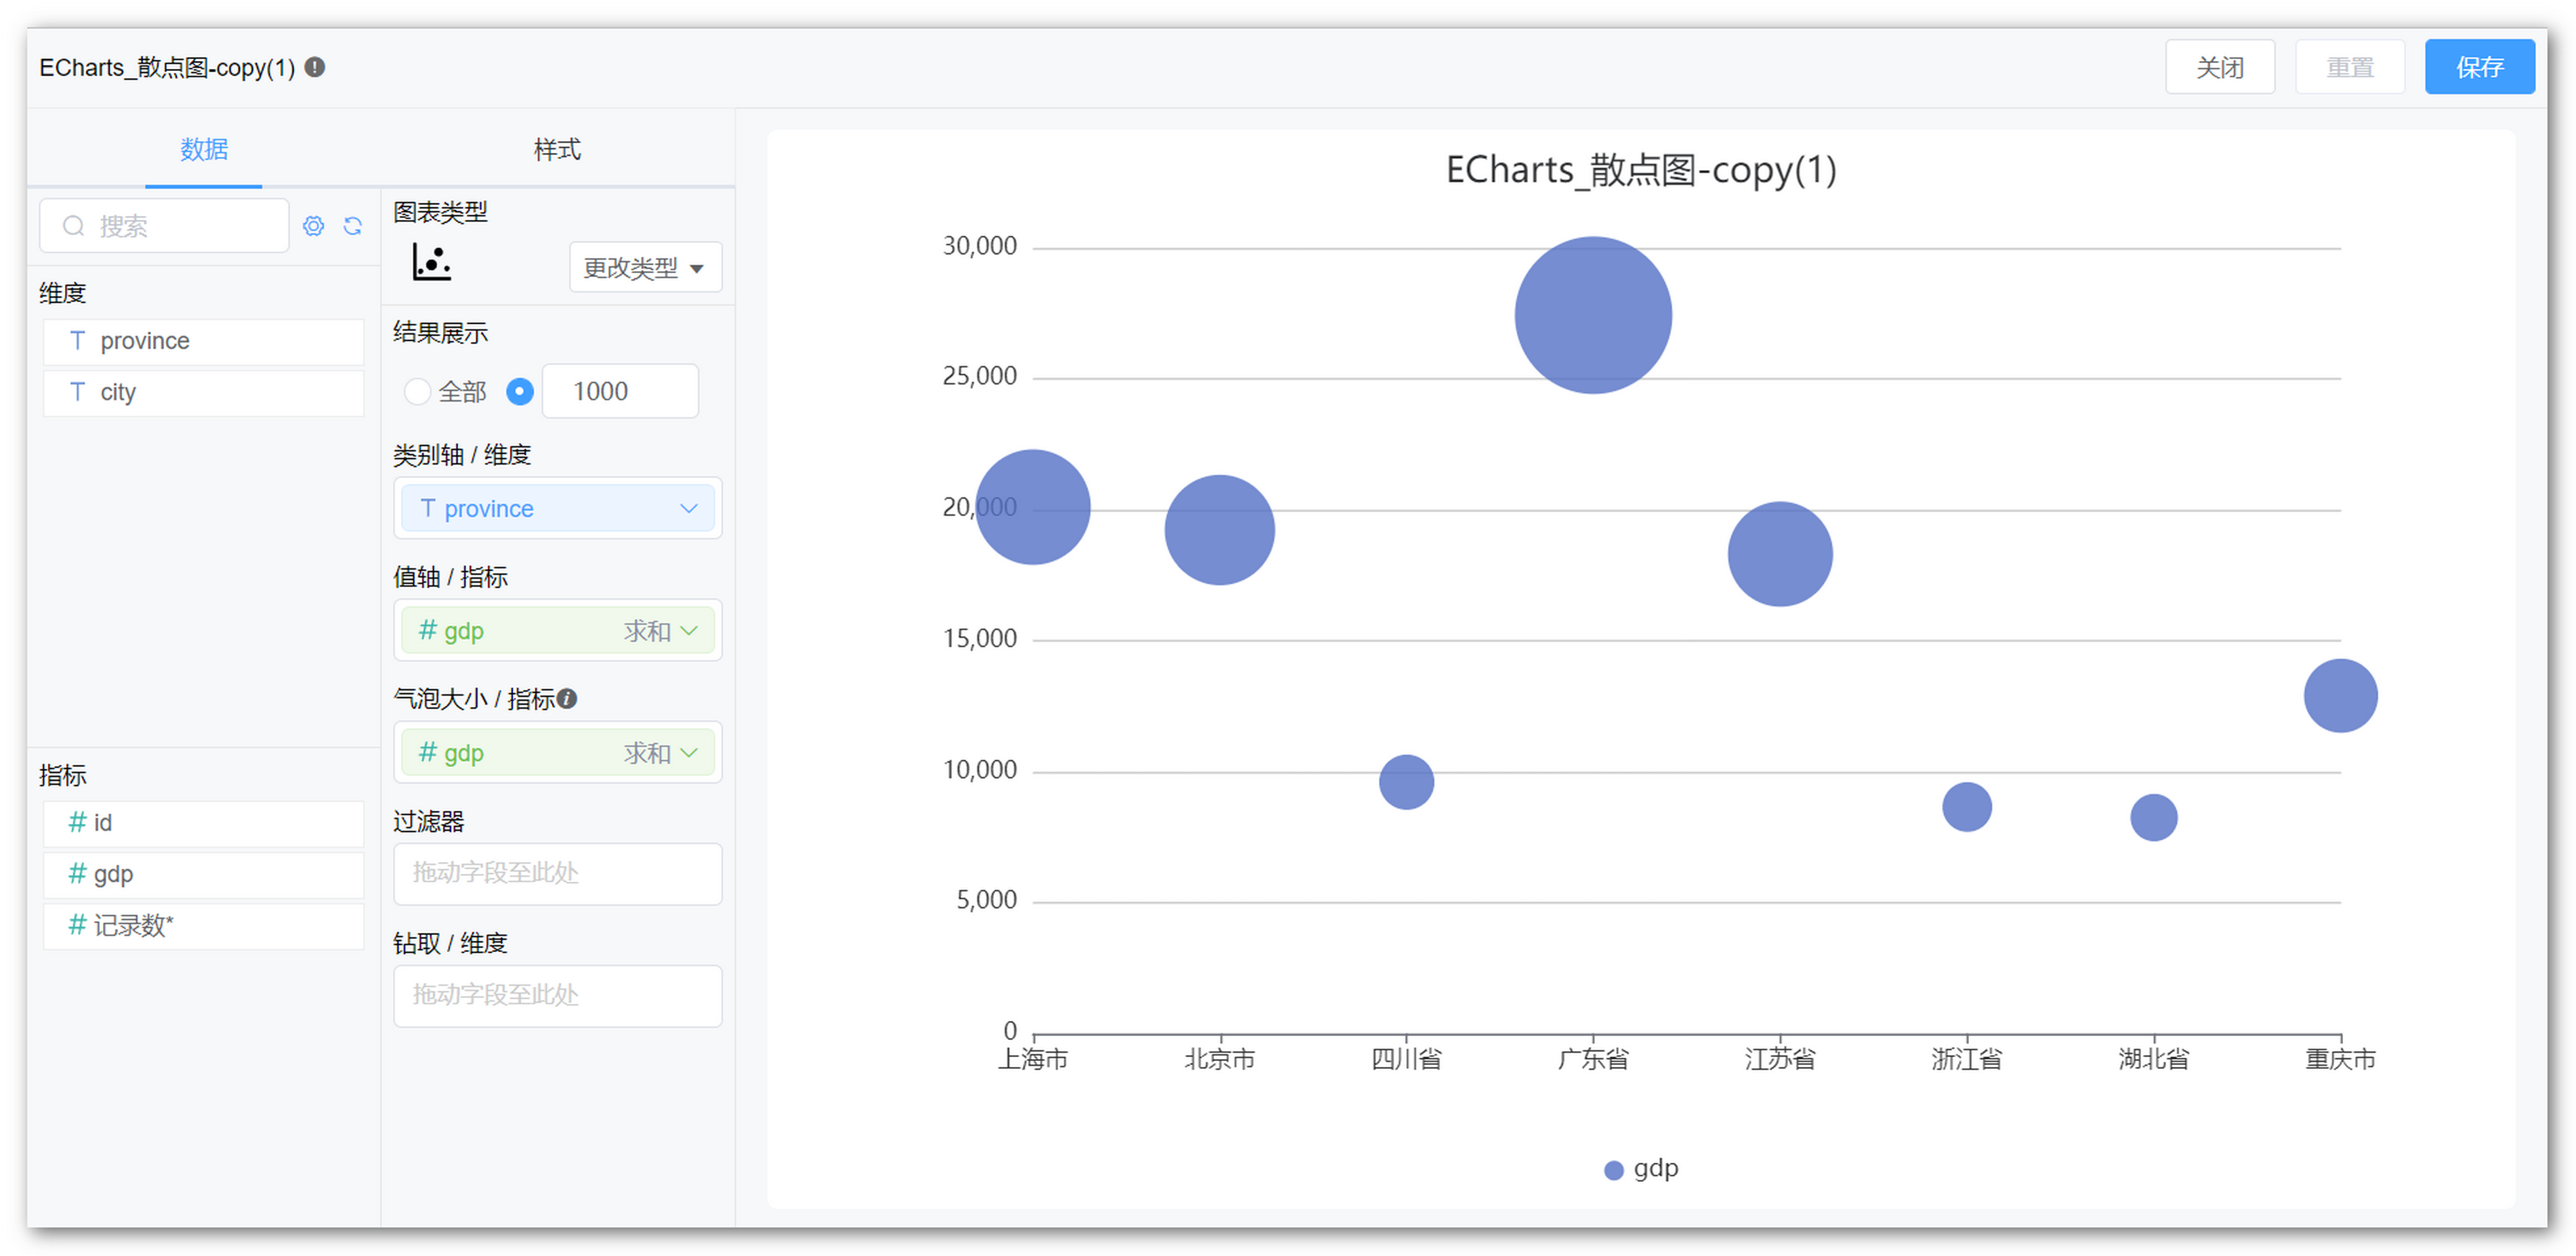 ECharts_散点图-copy(1)
关闭
重置
保存
数据
样式
搜索
维度
T province
T city
指标
# id
# gdp
# 记录数*
图表类型
更改类型
结果展示
全部
1000
类别轴 / 维度
T province
值轴 / 指标
# gdp 求和
气泡大小 / 指标
# gdp 求和
过滤器
拖动字段至此处
钻取 / 维度
拖动字段至此处
ECharts_散点图-copy(1)
30,000
25,000
20,000
15,000
10,000
5,000
0
上海市 北京市 四川省 广东省 江苏省 浙江省 湖北省 重庆市
gdp